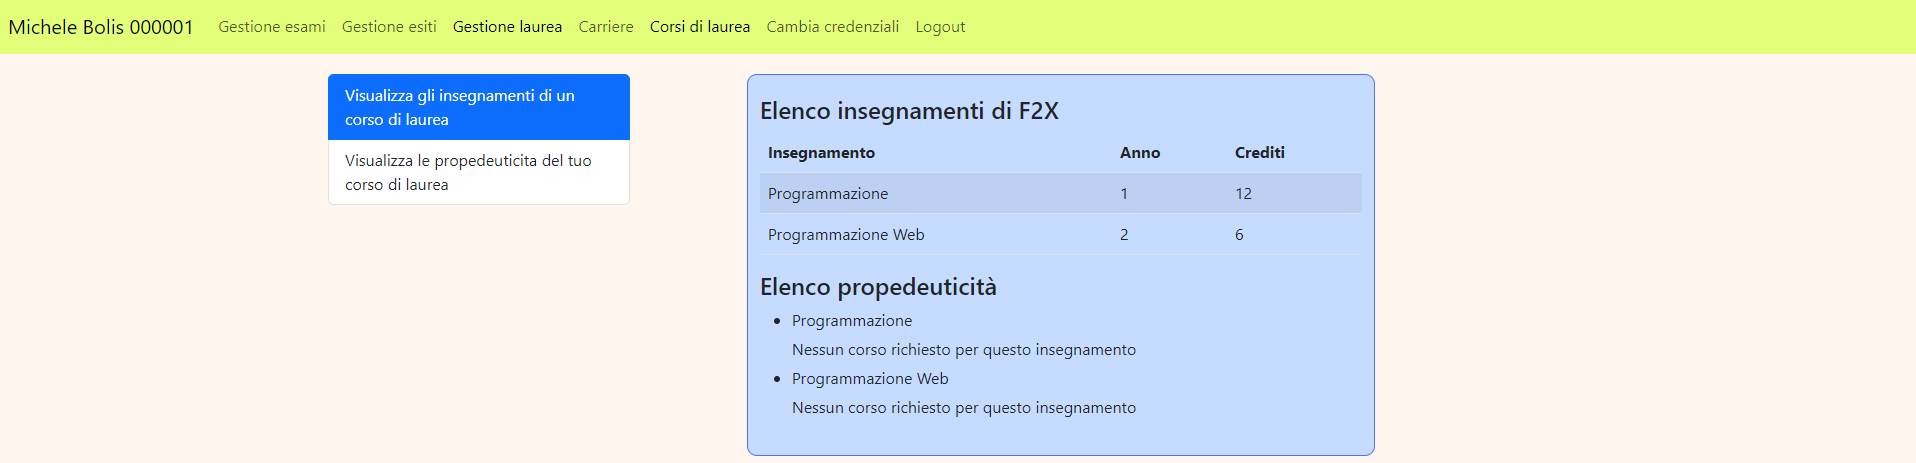 Michele Bolis 000001 Gestione esami Gestione esiti Gestione laurea Carriere Corsi di laurea Cambia credenziali Logout
Visualizza gli insegnamenti di un
corso di laurea
Visualizza le propedeuticita del tuo
corso di laurea
Elenco insegnamenti di F2X
Insegnamento Anno Crediti
Programmazione 1 12
Programmazione Web 2 6
Elenco propedeuticità
• Programmazione
Nessun corso richiesto per questo insegnamento
• Programmazione Web
Nessun corso richiesto per questo insegnamento